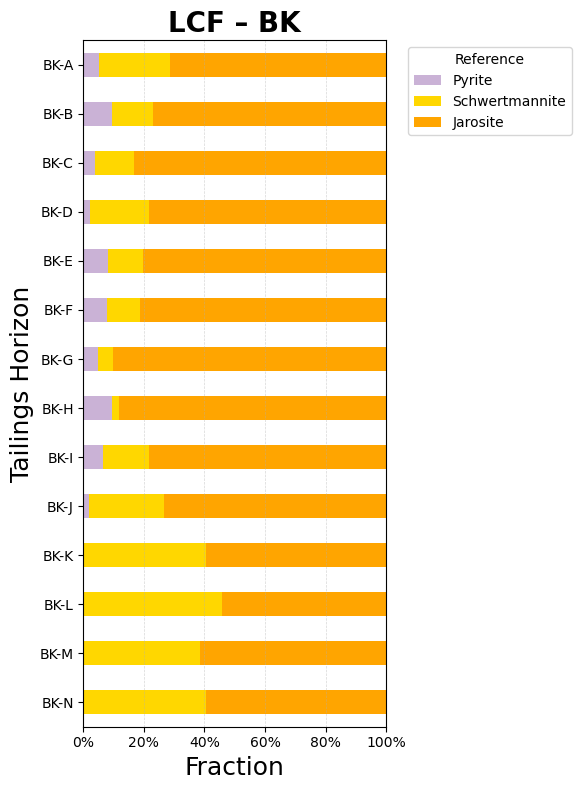 LCF – BK
Reference
Pyrite
Schwertmannite
Jarosite
Tailings Horizon
BK-A
BK-B
BK-C
BK-D
BK-E
BK-F
BK-G
BK-H
BK-I
BK-J
BK-K
BK-L
BK-M
BK-N
0% 20% 40% 60% 80% 100%
Fraction